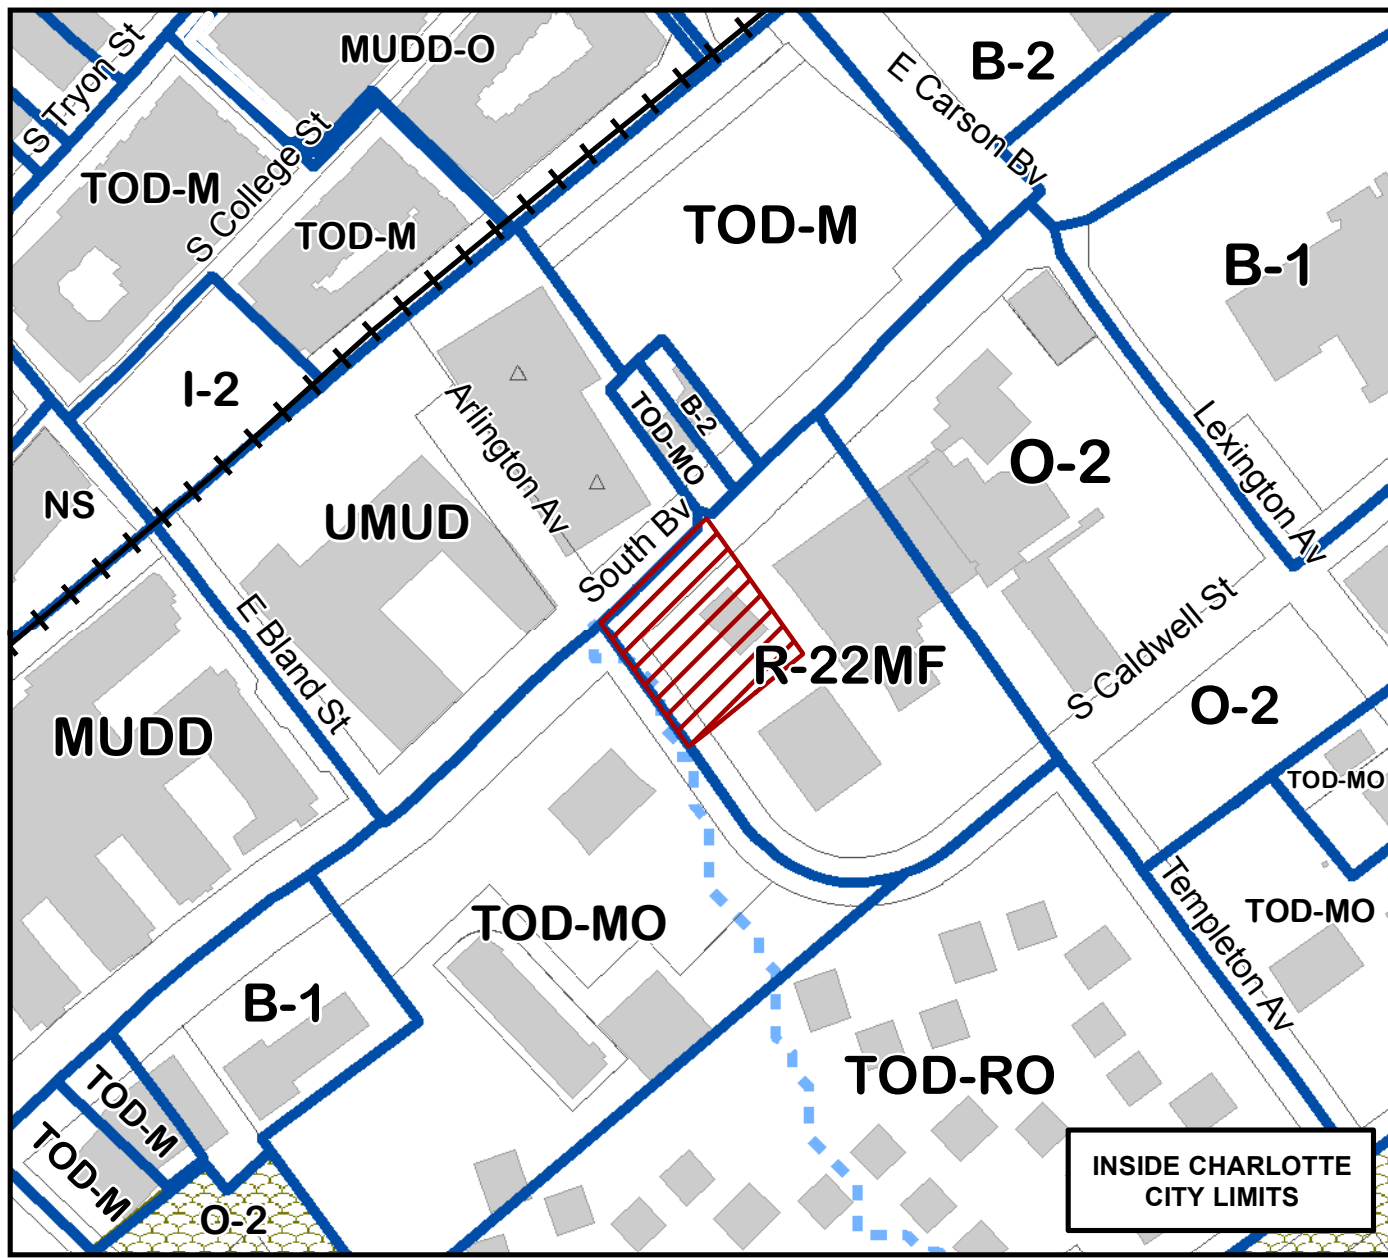 MUDD-O
B-2
S Tryon St
E Carson Bv
TOD-M
S College St
TOD-M
TOD-M
B-1
I-2
Arlington Av
TOD-MO
B-2
Lexington Av
O-2
NS
UMUD
South Bv
E Bland St
S Caldwell St
R-22MF
O-2
MUDD
TOD-MO
TOD-MO
TOD-MO
Templeton Av
B-1
TOD-RO
TOD-M
TOD-M
O-2
INSIDE CHARLOTTE
CITY LIMITS